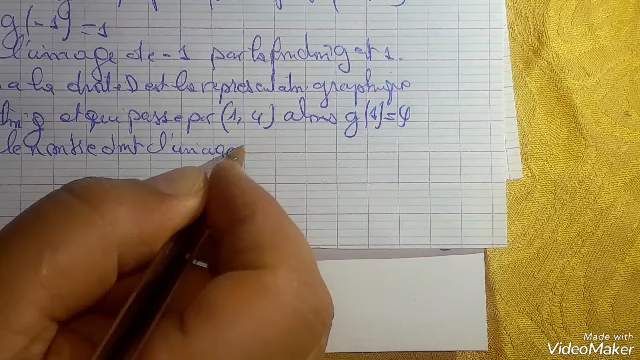 g(-1) = 1
l'image de -1 par la fonction g est 1.
a la droite D est la représentation graphique
g et qui passe par (1, 4) alors g(1) = 4
le nombre dont l'image
Made With
VideoMaker